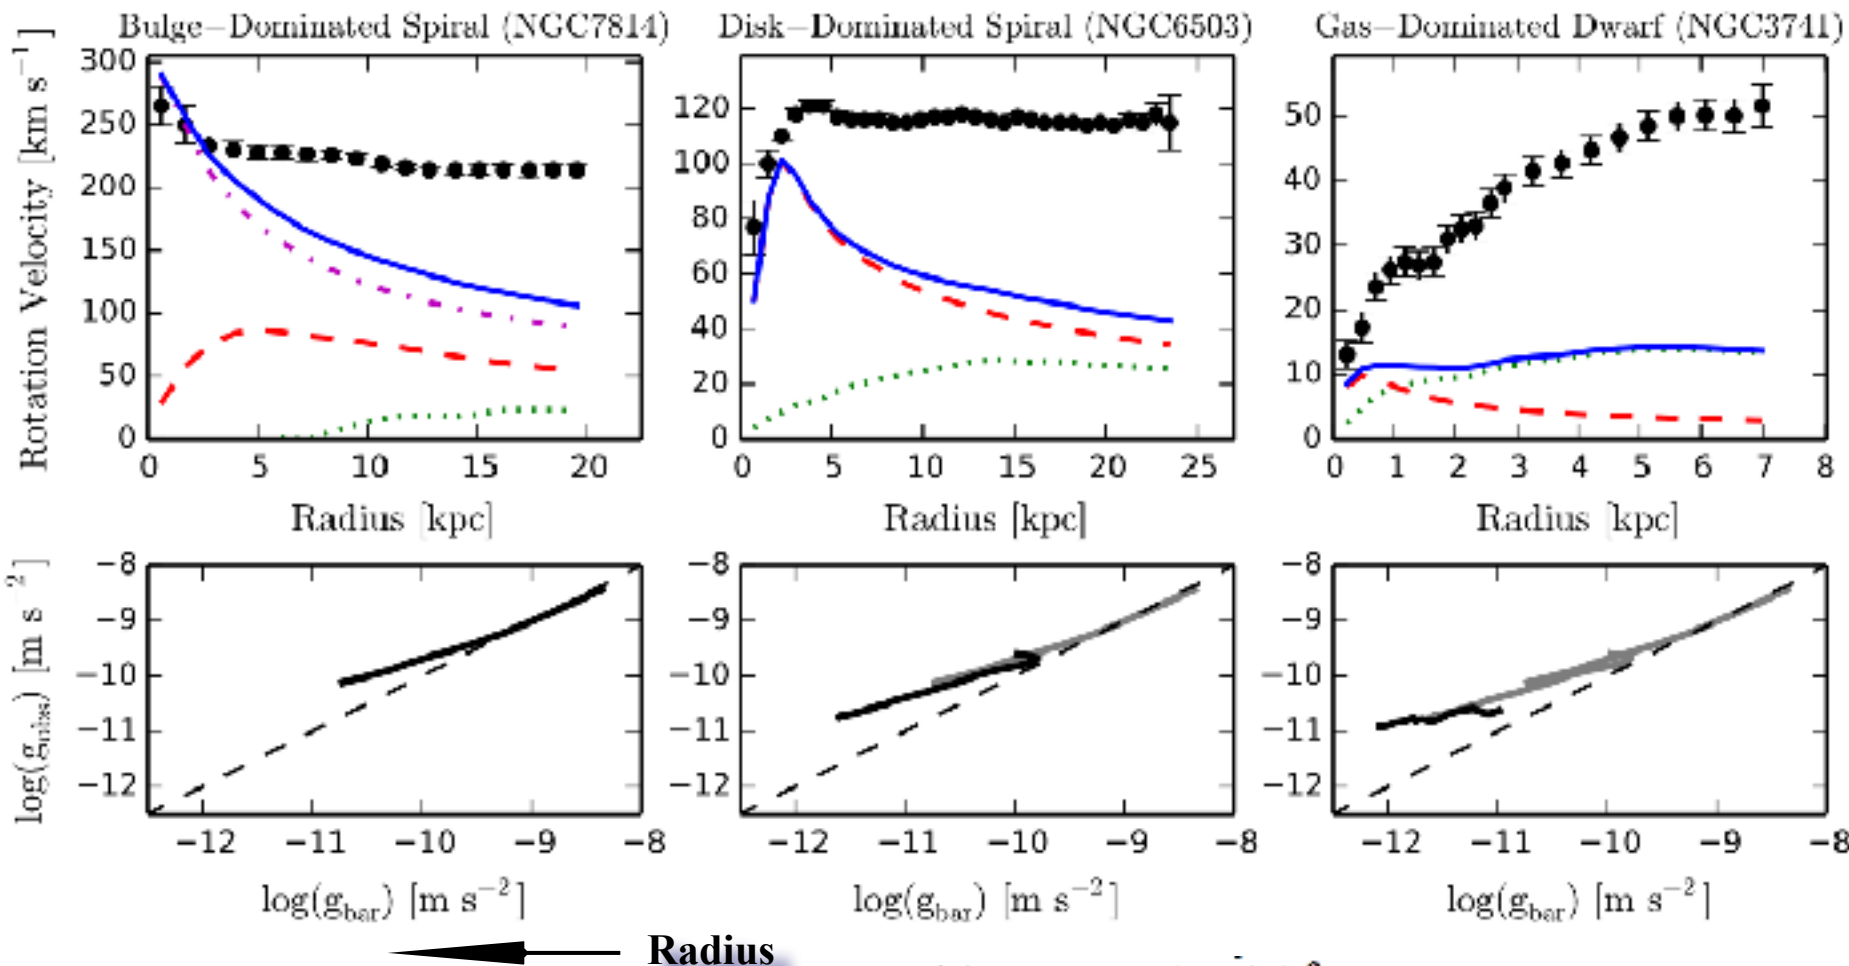 Bulge−Dominated Spiral (NGC7814)
Disk−Dominated Spiral (NGC6503)
Gas−Dominated Dwarf (NGC3741)
Rotation Velocity [km s⁻¹]
300
250
200
150
100
50
0
0 5 10 15 20
Radius [kpc]
120
100
80
60
40
20
0
0 5 10 15 20 25
Radius [kpc]
50
40
30
20
10
0
0 1 2 3 4 5 6 7 8
Radius [kpc]
log(g_obs) [m s⁻²]
−8
−9
−10
−11
−12
−12 −11 −10 −9 −8
log(g_bar) [m s⁻²]
−8
−9
−10
−11
−12
−12 −11 −10 −9 −8
log(g_bar) [m s⁻²]
−8
−9
−10
−11
−12
−12 −11 −10 −9 −8
log(g_bar) [m s⁻²]
Radius